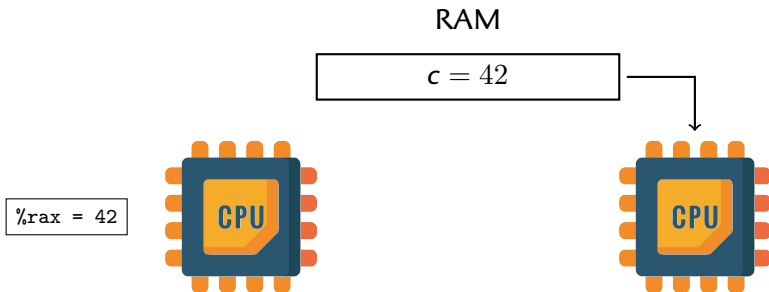 RAM
c = 42
%rax = 42
CPU
CPU